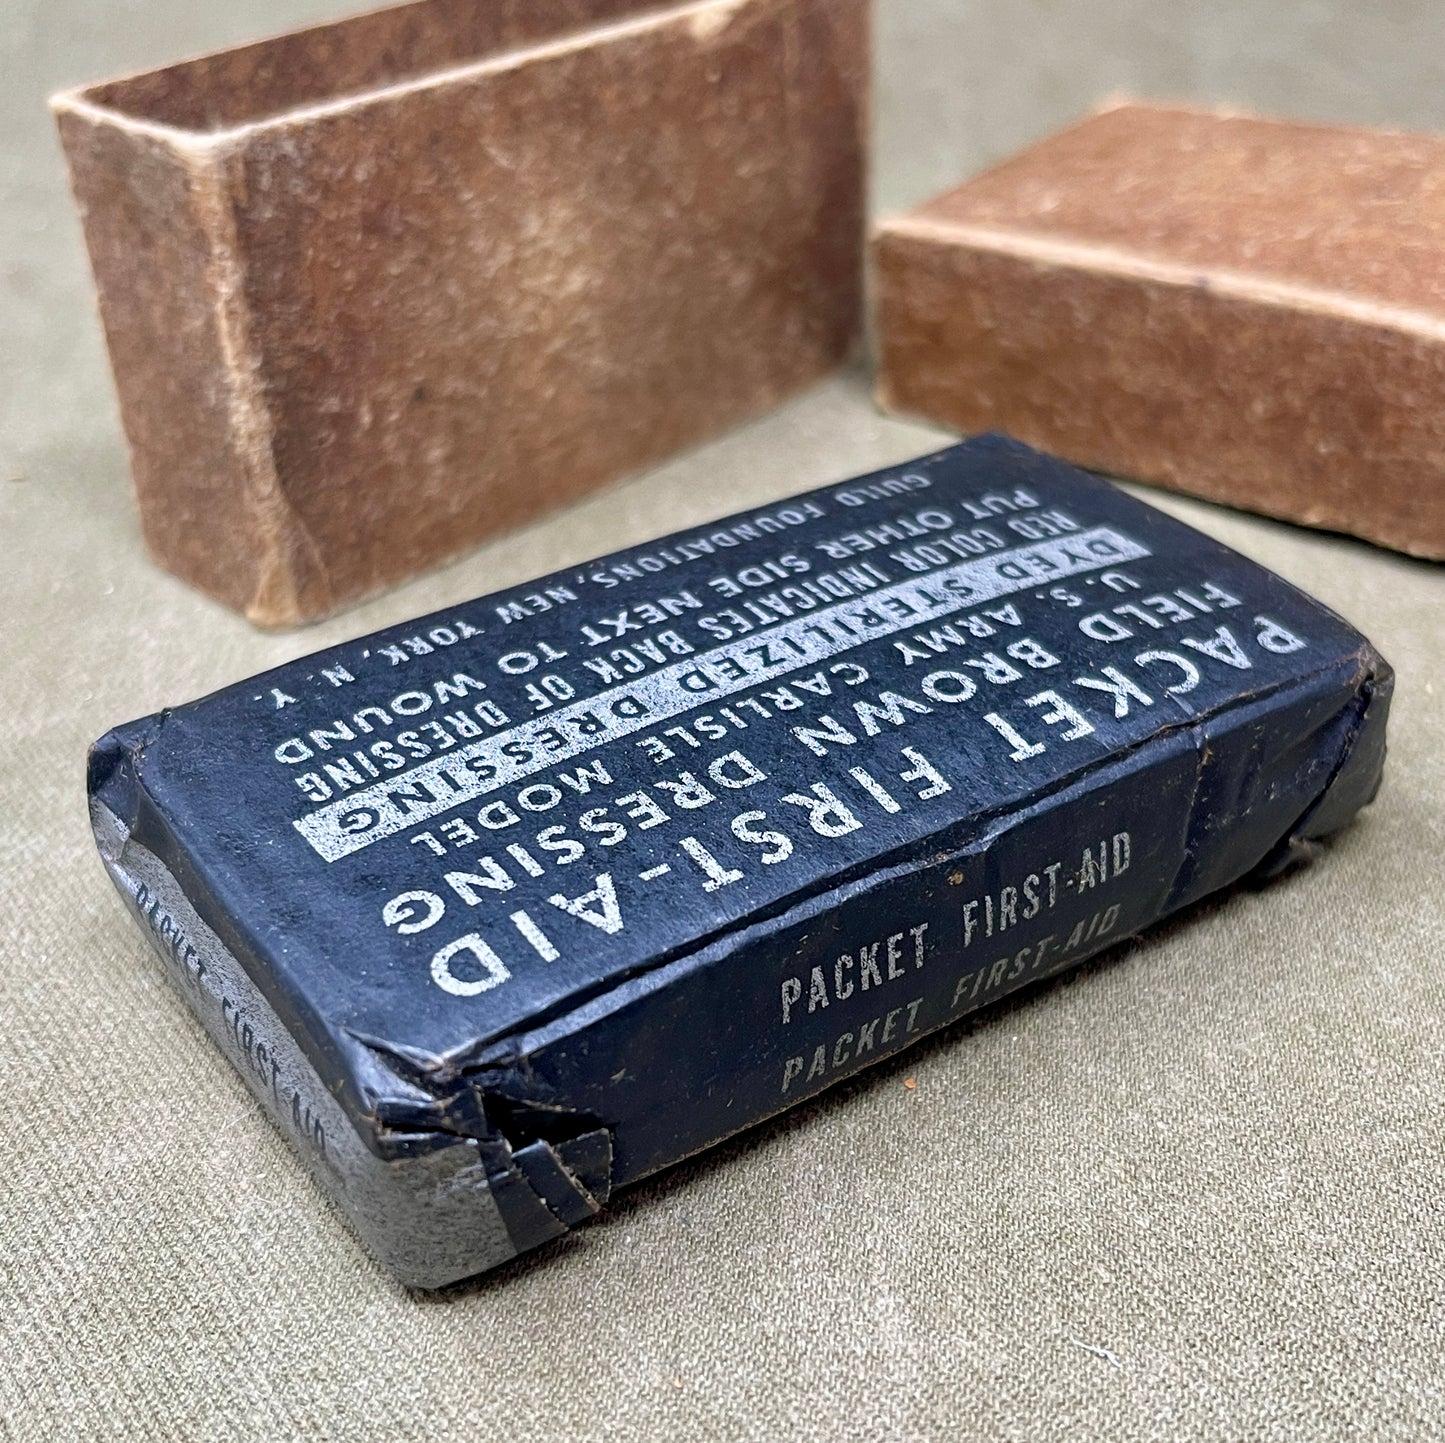 PACKET FIRST-AID
FIELD BROWN DRESSING
U.S. ARMY CARLISLE MODEL
DYED STERILIZED DRESSING
RED COLOR INDICATES BACK OF DRESSING
PUT OTHER SIDE NEXT TO WOUND
GUILD FOUNDATIONS, NEW YORK, N.Y.
PACKET FIRST-AID
PACKET FIRST-AID
PACKET FIRST AID